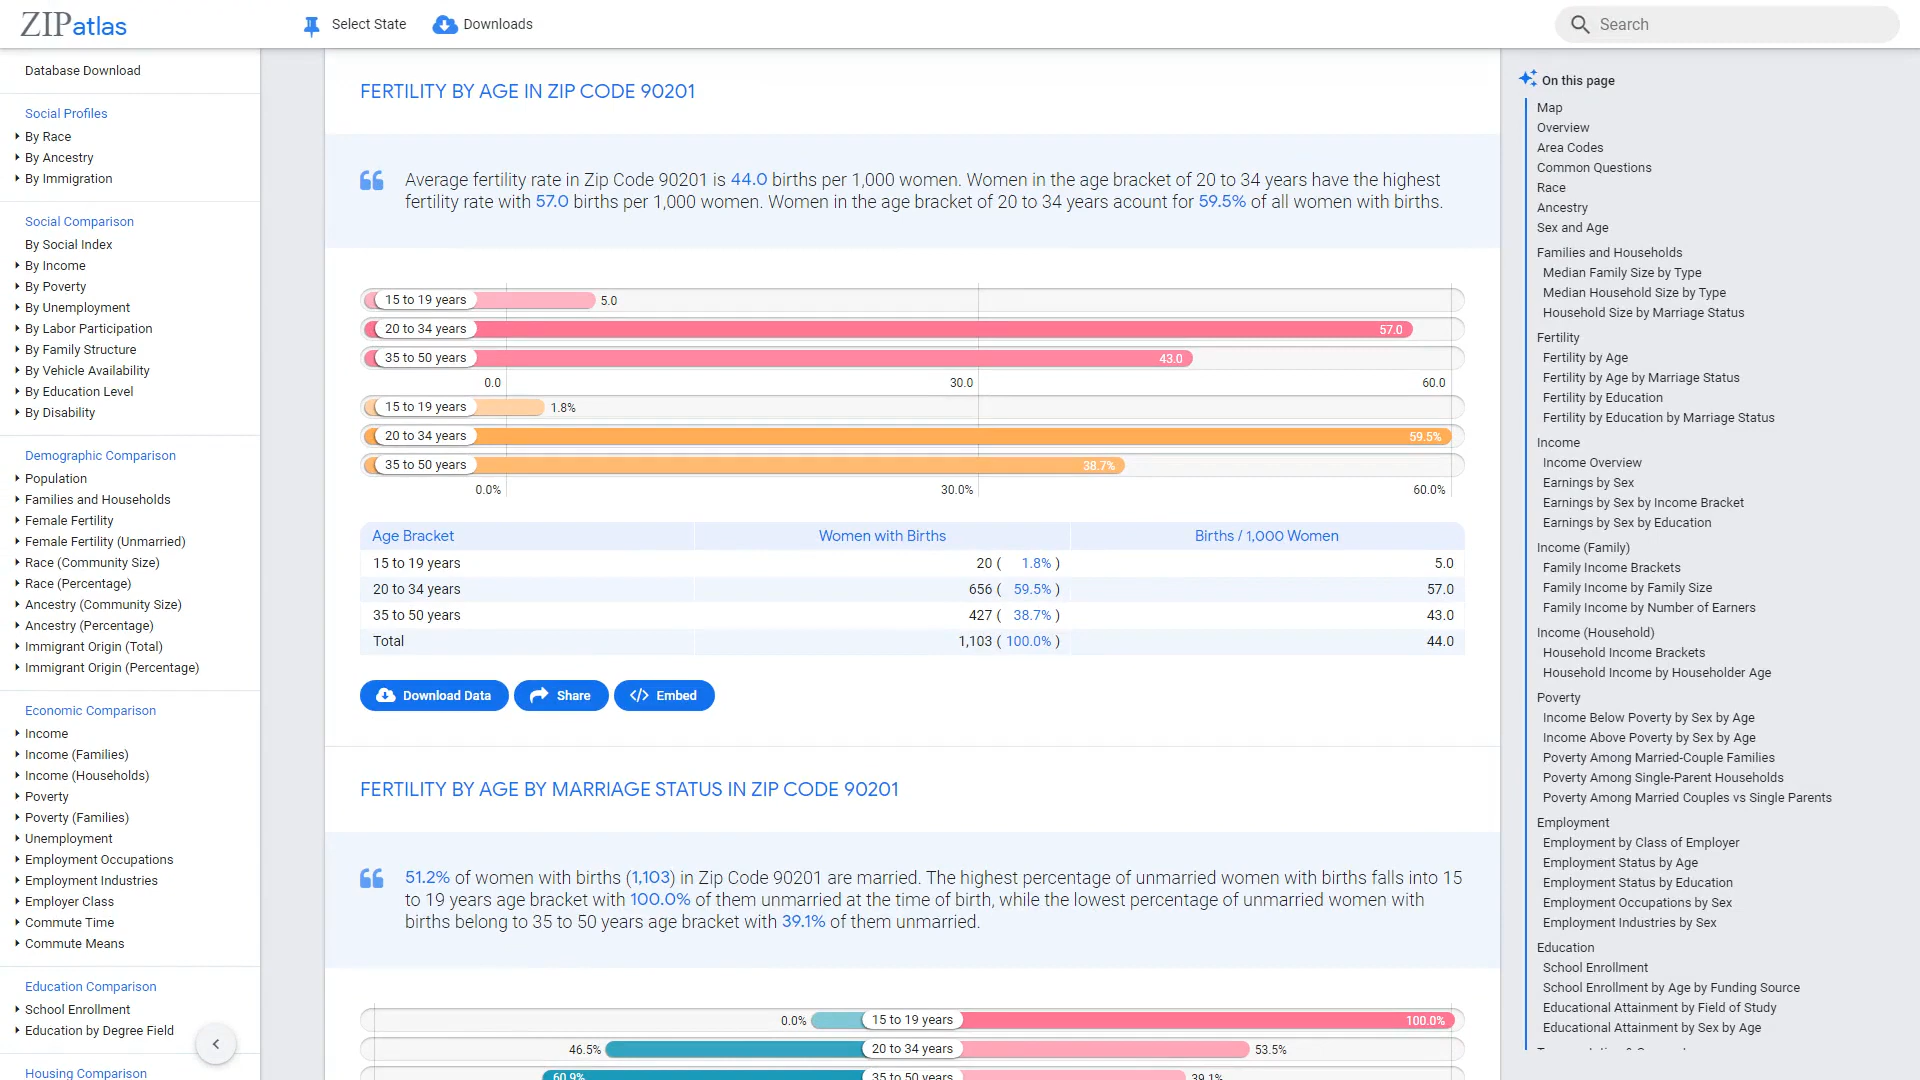 ZIPatlas
Select State
Downloads
Search
Database Download
Social Profiles
By Race
By Ancestry
By Immigration
Social Comparison
By Social Index
By Income
By Poverty
By Unemployment
By Labor Participation
By Family Structure
By Vehicle Availability
By Education Level
By Disability
Demographic Comparison
Population
Families and Households
Female Fertility
Female Fertility (Unmarried)
Race (Community Size)
Race (Percentage)
Ancestry (Community Size)
Ancestry (Percentage)
Immigrant Origin (Total)
Immigrant Origin (Percentage)
Economic Comparison
Income
Income (Families)
Income (Households)
Poverty
Poverty (Families)
Unemployment
Employment Occupations
Employment Industries
Employer Class
Commute Time
Commute Means
Education Comparison
School Enrollment
Education by Degree Field
Housing Comparison
FERTILITY BY AGE IN ZIP CODE 90201
Average fertility rate in Zip Code 90201 is 44.0 births per 1,000 women. Women in the age bracket of 20 to 34 years have the highest
fertility rate with 57.0 births per 1,000 women. Women in the age bracket of 20 to 34 years acount for 59.5% of all women with births.
15 to 19 years 5.0
20 to 34 years 57.0
35 to 50 years 43.0
0.0 30.0 60.0
15 to 19 years 1.8%
20 to 34 years 59.5%
35 to 50 years 38.7%
0.0% 30.0% 60.0%
Age Bracket Women with Births Births / 1,000 Women
15 to 19 years 20 ( 1.8% ) 5.0
20 to 34 years 656 ( 59.5% ) 57.0
35 to 50 years 427 ( 38.7% ) 43.0
Total 1,103 ( 100.0% ) 44.0
Download Data
Share
Embed
FERTILITY BY AGE BY MARRIAGE STATUS IN ZIP CODE 90201
51.2% of women with births (1,103) in Zip Code 90201 are married. The highest percentage of unmarried women with births falls into 15
to 19 years age bracket with 100.0% of them unmarried at the time of birth, while the lowest percentage of unmarried women with
births belong to 35 to 50 years age bracket with 39.1% of them unmarried.
0.0% 15 to 19 years 100.0%
46.5% 20 to 34 years 53.5%
60.9% 35 to 50 years 39.1%
On this page
Map
Overview
Area Codes
Common Questions
Race
Ancestry
Sex and Age
Families and Households
Median Family Size by Type
Median Household Size by Type
Household Size by Marriage Status
Fertility
Fertility by Age
Fertility by Age by Marriage Status
Fertility by Education
Fertility by Education by Marriage Status
Income
Income Overview
Earnings by Sex
Earnings by Sex by Income Bracket
Earnings by Sex by Education
Income (Family)
Family Income Brackets
Family Income by Family Size
Family Income by Number of Earners
Income (Household)
Household Income Brackets
Household Income by Householder Age
Poverty
Income Below Poverty by Sex by Age
Income Above Poverty by Sex by Age
Poverty Among Married-Couple Families
Poverty Among Single-Parent Households
Poverty Among Married Couples vs Single Parents
Employment
Employment by Class of Employer
Employment Status by Age
Employment Status by Education
Employment Occupations by Sex
Employment Industries by Sex
Education
School Enrollment
School Enrollment by Age by Funding Source
Educational Attainment by Field of Study
Educational Attainment by Sex by Age